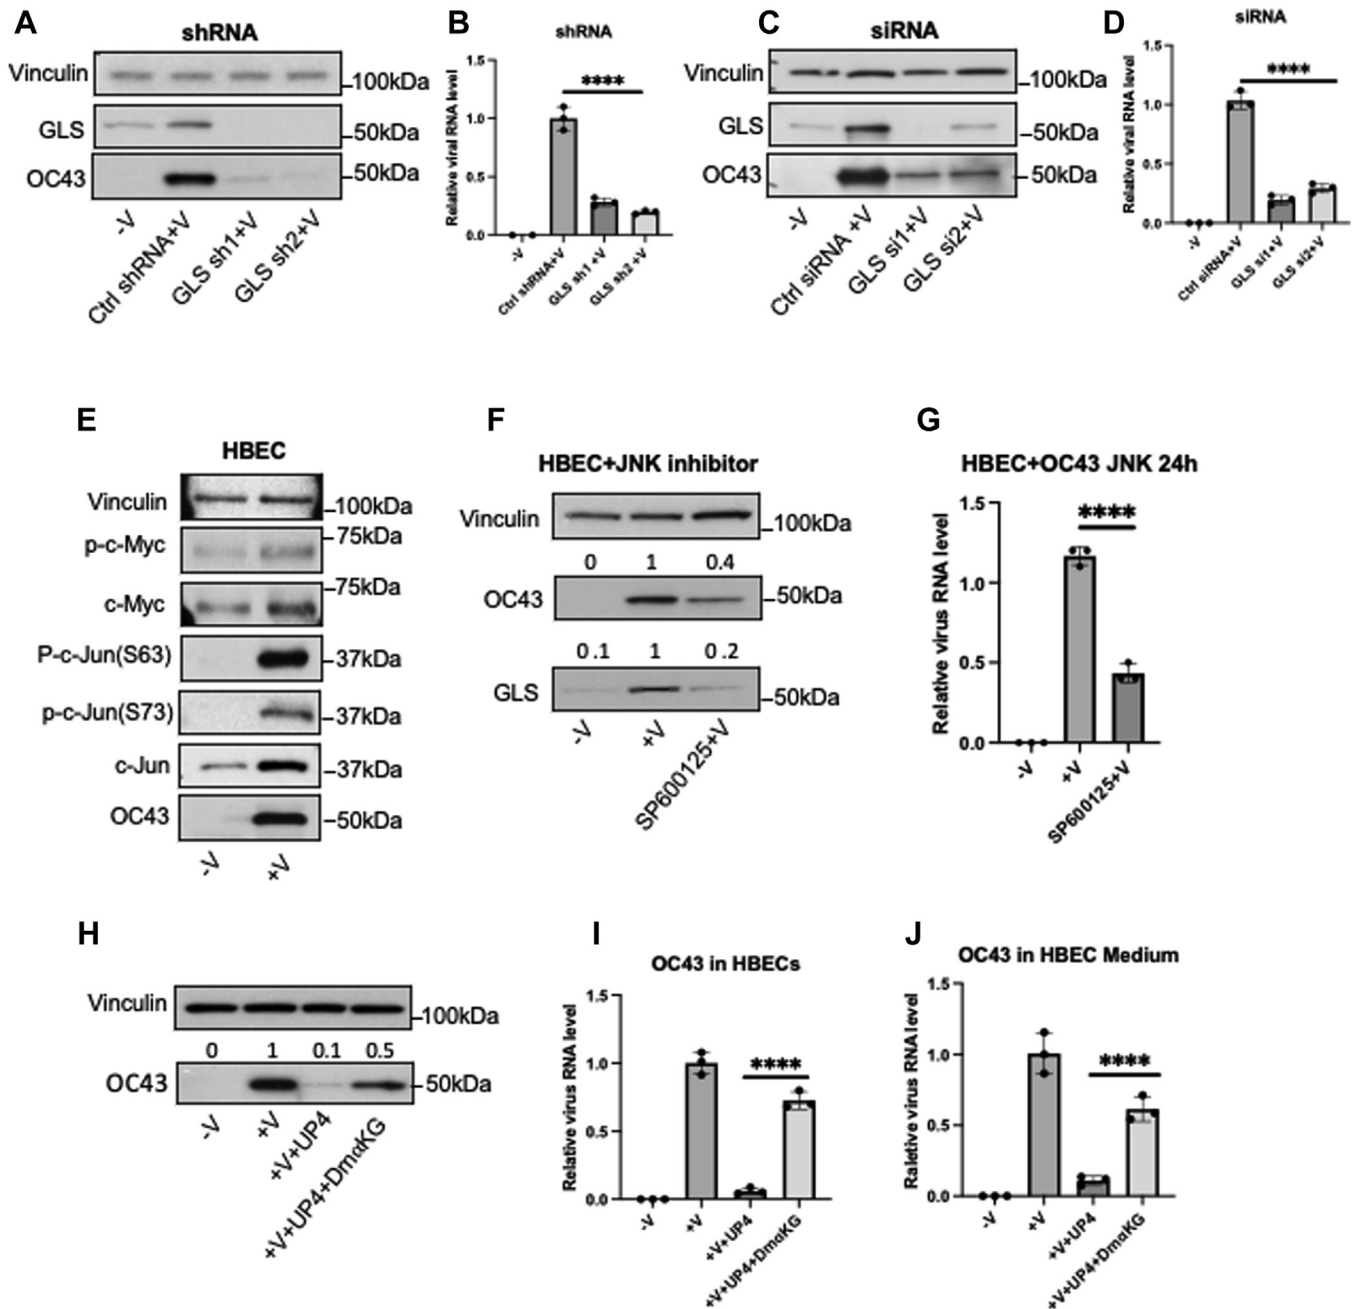 A
shRNA
Vinculin
100kDa
GLS
50kDa
OC43
50kDa
-V
Ctrl shRNA+V
GLS sh1+V
GLS sh2+V
B
shRNA
Relative viral RNA level
1.5
1.0
0.5
0.0
****
-V
Ctrl shRNA+V
GLS sh1 +V
GLS sh2 +V
C
siRNA
Vinculin
100kDa
GLS
50kDa
OC43
50kDa
-V
Ctrl siRNA +V
GLS si1+V
GLS si2+V
D
siRNA
Relative viral RNA level
1.5
1.0
0.5
0.0
****
-V
Ctrl siRNA+V
GLS si1+V
GLS si2+V
E
HBEC
Vinculin
100kDa
p-c-Myc
75kDa
c-Myc
75kDa
P-c-Jun(S63)
37kDa
p-c-Jun(S73)
37kDa
c-Jun
37kDa
OC43
50kDa
-V
+V
F
HBEC+JNK inhibitor
Vinculin
100kDa
0 1 0.4
OC43
50kDa
0.1 1 0.2
GLS
50kDa
-V
+V
SP600125+V
G
HBEC+OC43 JNK 24h
Relative virus RNA level
1.5
1.0
0.5
0.0
****
-V
+V
SP600125+V
H
Vinculin
100kDa
0 1 0.1 0.5
OC43
50kDa
-V
+V
+V+UP4
+V+UP4+DmαKG
I
OC43 in HBECs
Relative virus RNA level
1.5
1.0
0.5
0.0
****
-V
+V
+V+UP4
+V+UP4+DmαKG
J
OC43 in HBEC Medium
Raletive virus RNA level
1.5
1.0
0.5
0.0
****
-V
+V
+V+UP4
+V+UP4+DmαKG